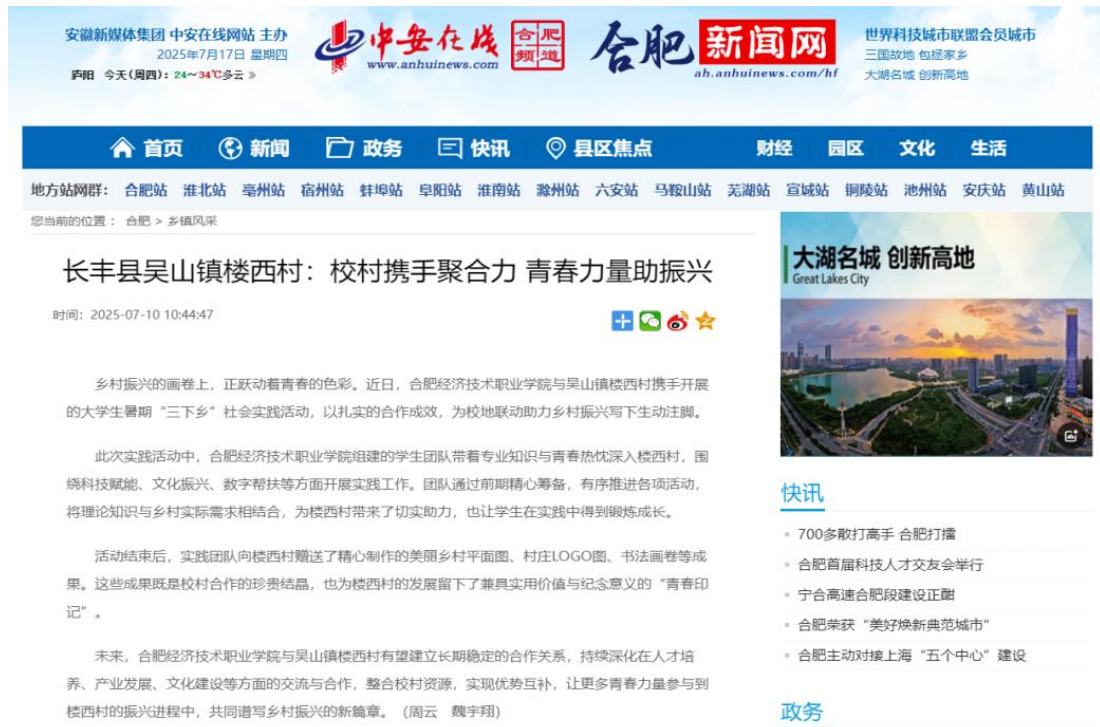 安徽新媒体集团 中安在线网站 主办
2025年7月17日 星期四
庐阳 今天(周四)：24～34℃多云 »
中安在线
www.anhuinews.com
合肥
频道
合肥新闻网
ah.anhuinews.com/hf
世界科技城市联盟会员城市
三国故地 包拯家乡
大湖名城 创新高地
首页 新闻 政务 快讯 县区焦点 财经 园区 文化 生活
地方站网群： 合肥站 淮北站 亳州站 宿州站 蚌埠站 阜阳站 淮南站 滁州站 六安站 马鞍山站 芜湖站 宣城站 铜陵站 池州站 安庆站 黄山站
您当前的位置 ： 合肥 > 乡镇风采
长丰县吴山镇楼西村：校村携手聚合力 青春力量助振兴
时间：2025-07-10 10:44:47
乡村振兴的画卷上，正跃动着青春的色彩。近日，合肥经济技术职业学院与吴山镇楼西村携手开展
的大学生暑期“三下乡”社会实践活动，以扎实的合作成效，为校地联动助力乡村振兴写下生动注脚。
此次实践活动中，合肥经济技术职业学院组建的学生团队带着专业知识与青春热忱深入楼西村，围
绕科技赋能、文化振兴、数字帮扶等方面开展实践工作。团队通过前期精心筹备，有序推进各项活动，
将理论知识与乡村实际需求相结合，为楼西村带来了切实助力，也让学生在实践中得到锻炼成长。
活动结束后，实践团队向楼西村赠送了精心制作的美丽乡村平面图、村庄LOGO图、书法画卷等成
果。这些成果既是校村合作的珍贵结晶，也为楼西村的发展留下了兼具实用价值与纪念意义的“青春印
记”。
未来，合肥经济技术职业学院与吴山镇楼西村有望建立长期稳定的合作关系，持续深化在人才培
养、产业发展、文化建设等方面的交流与合作，整合校村资源，实现优势互补，让更多青春力量参与到
楼西村的振兴进程中，共同谱写乡村振兴的新篇章。（周云 魏宇翔）
大湖名城 创新高地
Great Lakes City
快讯
700多散打高手 合肥打擂
合肥首届科技人才交友会举行
宁合高速合肥段建设正酣
合肥荣获“美好焕新典范城市”
合肥主动对接上海“五个中心”建设
政务